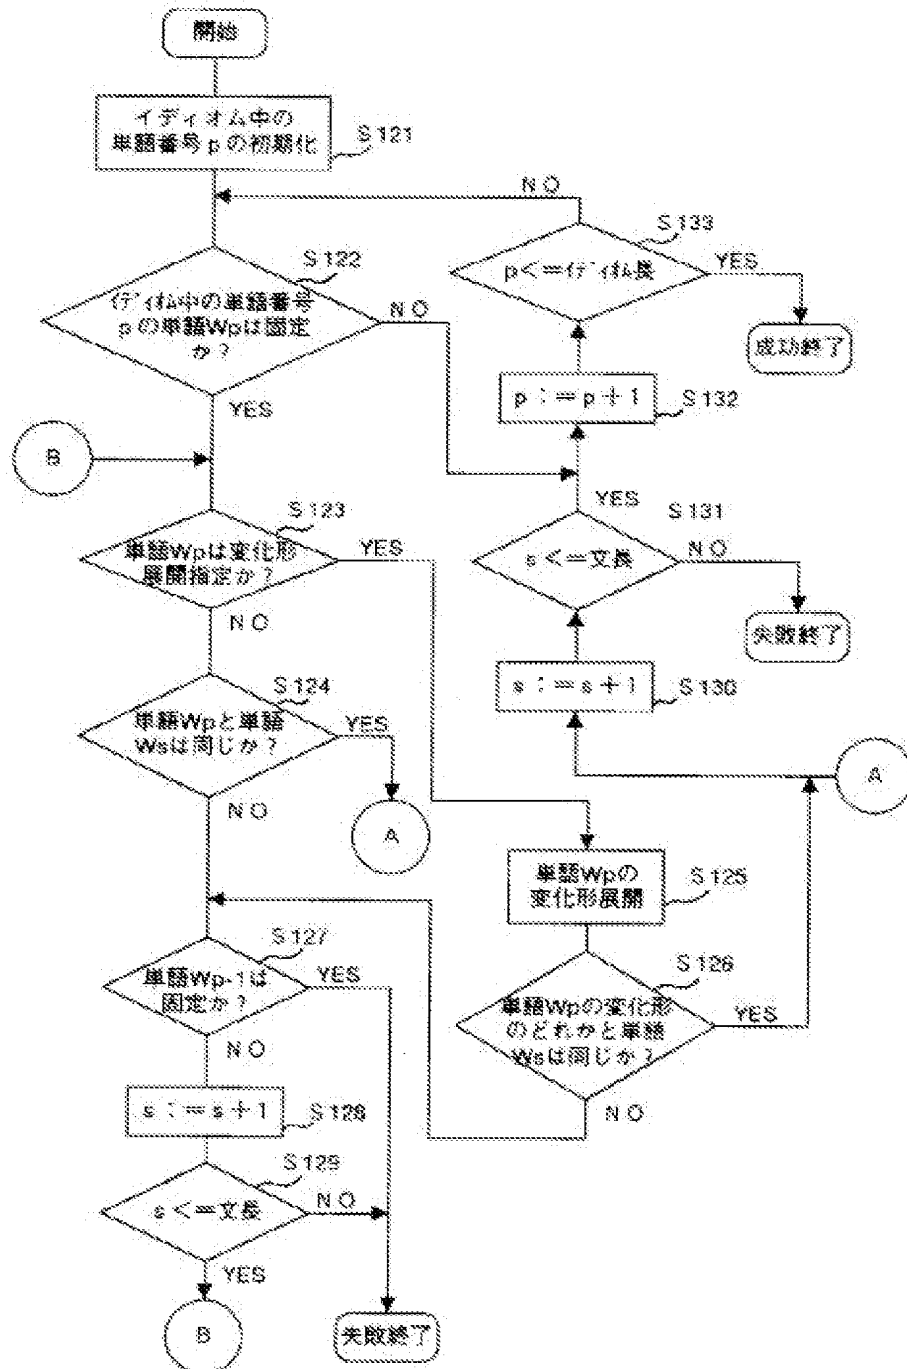 開始
イディオム中の
単語番号pの初期化
S121
NO
S133
p<=イディオム長
YES
成功終了
S122
イディオム中の単語番号
pの単語Wpは固定
か?
NO
YES
p:=p+1
S132
B
YES
S131
s<=文長
NO
失敗終了
S123
単語Wpは変化形
展開指定か?
YES
NO
s:=s+1
S130
S124
単語Wpと単語
Wsは同じか?
YES
A
NO
A
単語Wpの
変化形展開
S125
S127
単語Wp-1は
固定か?
YES
NO
S126
単語Wpの変化形
のどれかと単語
Wsは同じか?
YES
NO
s:=s+1
S128
S129
s<=文長
NO
YES
B
失敗終了